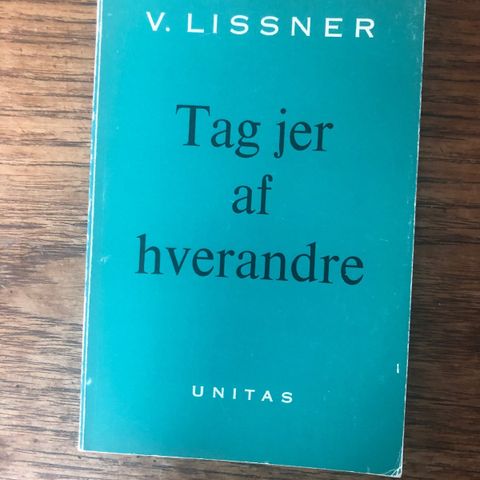 V. LISSNER
Tag jer
af
hverandre
UNITAS